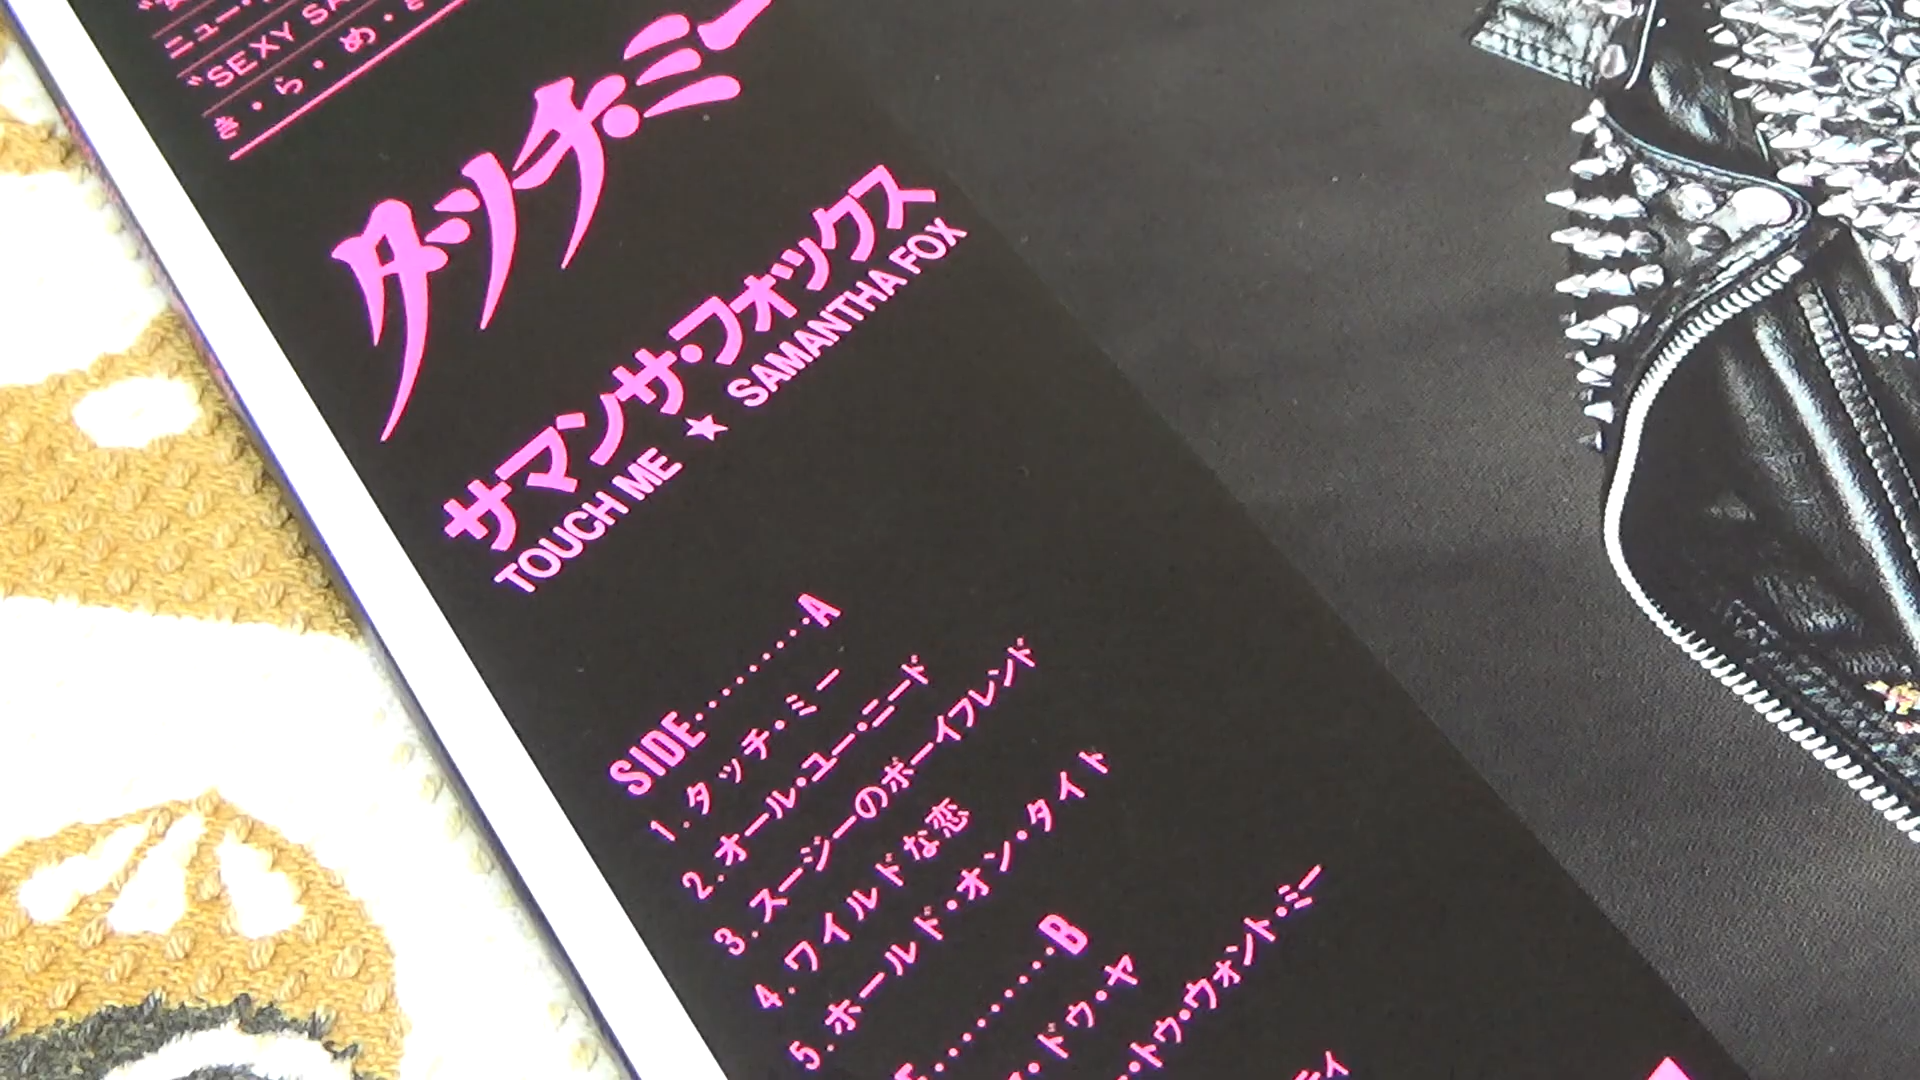 ニュー・
"SEXY SA
き・ら・め・き
タッチ・ミー
サマンサ・フォックス
TOUCH ME ★ SAMANTHA FOX
SIDE··········A
1. タッチ・ミー
2. オール・ユー・ニード
3. スージーのボーイフレンド
4. ワイルドな恋
5. ホールド・オン・タイト
··········B
・ドゥ・ヤ
・トゥ・ウォント・ミー
ティ